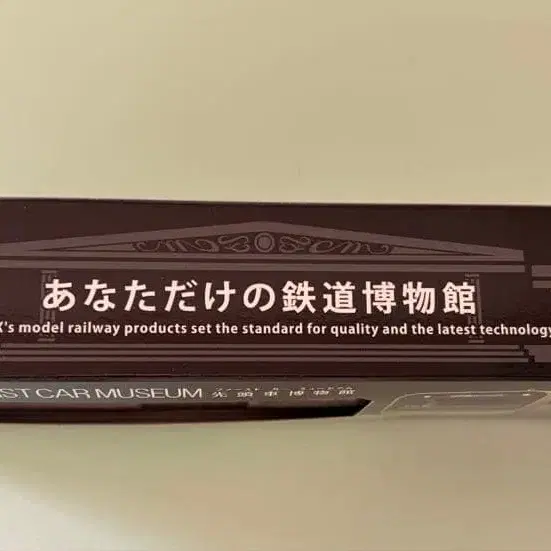 あなただけの鉄道博物館
's model railway products set the standard for quality and the latest technology
ST CAR MUSEUM 先頭車博物館